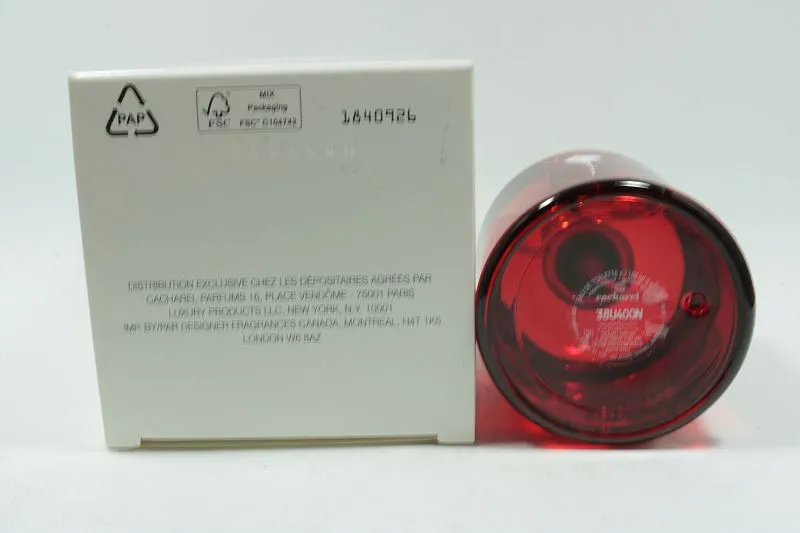 PAP
FSC
MIX
Packaging
FSC® C104742
1840926
DISTRIBUTION EXCLUSIVE CHEZ LES DÉPOSITAIRES AGRÉÉS PAR
CACHAREL PARFUMS 16, PLACE VENDÔME - 75001 PARIS
LUXURY PRODUCTS LLC, NEW YORK, N.Y. 10001
IMP. BY/PAR DESIGNER FRAGRANCES CANADA, MONTREAL, H4T 1K6
LONDON W6 8AZ
cacharel
38U400N